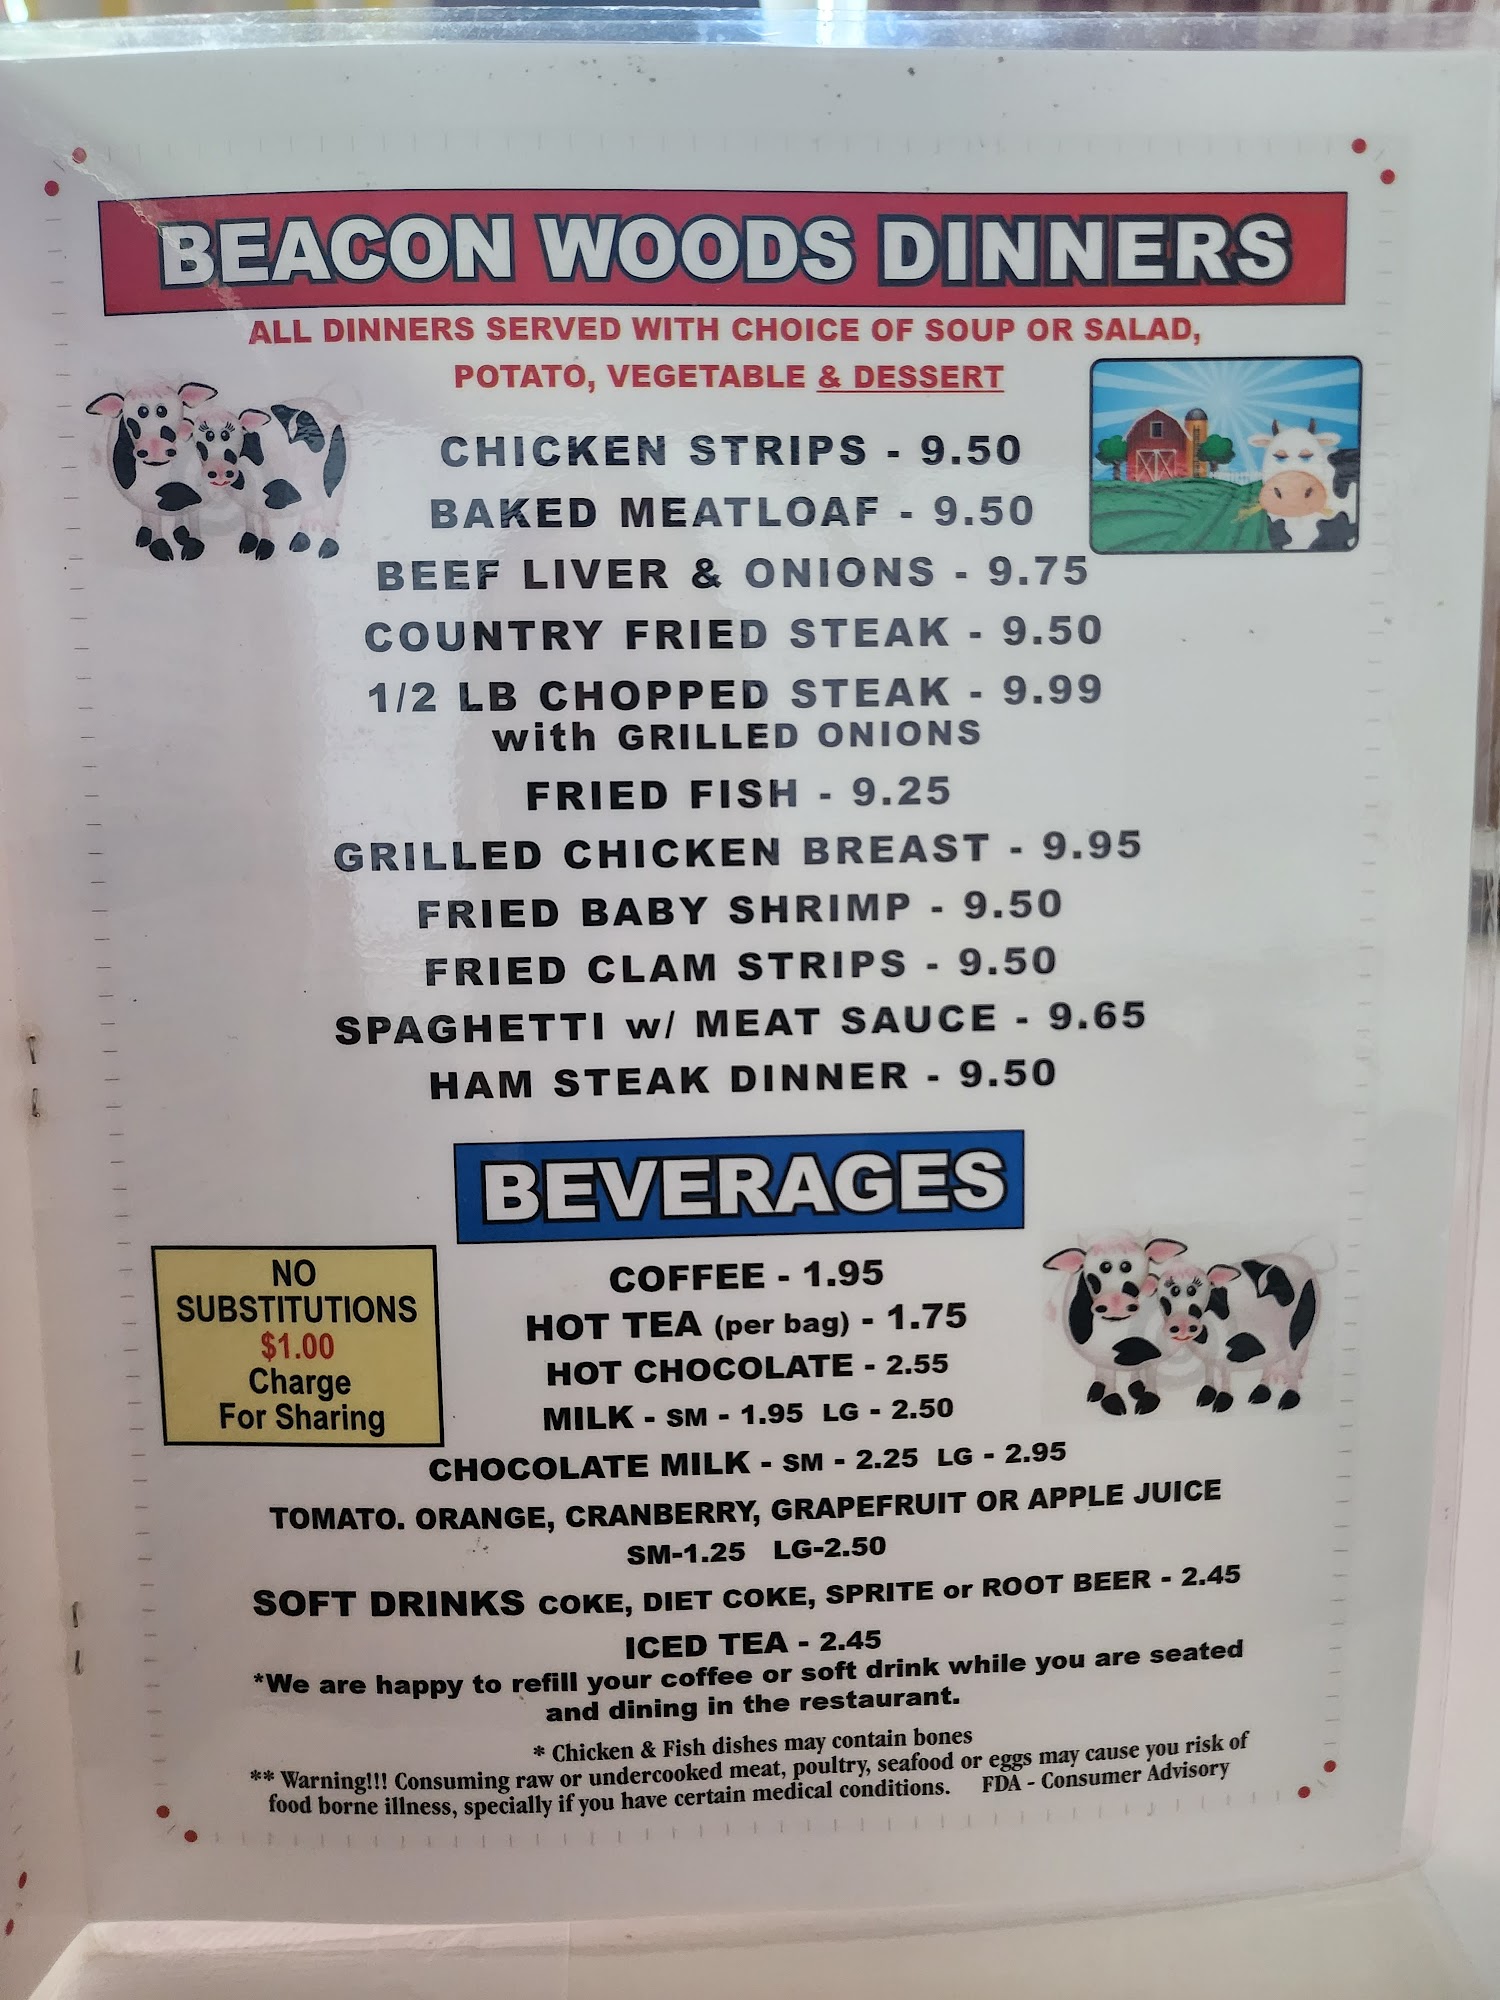 BEACON WOODS DINNERS
ALL DINNERS SERVED WITH CHOICE OF SOUP OR SALAD,
POTATO, VEGETABLE & DESSERT
CHICKEN STRIPS - 9.50
BAKED MEATLOAF - 9.50
BEEF LIVER & ONIONS - 9.75
COUNTRY FRIED STEAK - 9.50
1/2 LB CHOPPED STEAK - 9.99
with GRILLED ONIONS
FRIED FISH - 9.25
GRILLED CHICKEN BREAST - 9.95
FRIED BABY SHRIMP - 9.50
FRIED CLAM STRIPS - 9.50
SPAGHETTI w/ MEAT SAUCE - 9.65
HAM STEAK DINNER - 9.50
BEVERAGES
NO
SUBSTITUTIONS
$1.00
Charge
For Sharing
COFFEE - 1.95
HOT TEA (per bag) - 1.75
HOT CHOCOLATE - 2.55
MILK - SM - 1.95 LG - 2.50
CHOCOLATE MILK - SM - 2.25 LG - 2.95
TOMATO. ORANGE, CRANBERRY, GRAPEFRUIT OR APPLE JUICE
SM-1.25 LG-2.50
SOFT DRINKS COKE, DIET COKE, SPRITE or ROOT BEER - 2.45
ICED TEA - 2.45
*We are happy to refill your coffee or soft drink while you are seated
and dining in the restaurant.
* Chicken & Fish dishes may contain bones
** Warning!!! Consuming raw or undercooked meat, poultry, seafood or eggs may cause you risk of
food borne illness, specially if you have certain medical conditions. FDA - Consumer Advisory